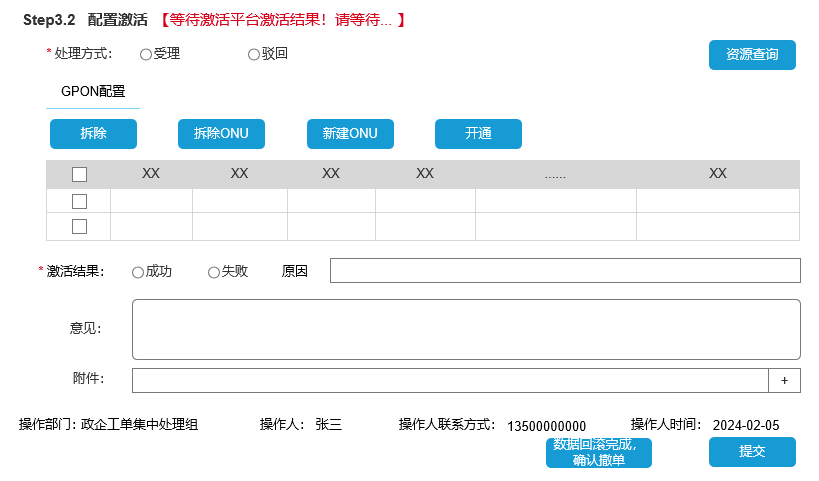 Step3.2 配置激活 【等待激活平台激活结果！请等待... 】
* 处理方式: 受理 驳回 资源查询
GPON配置
拆除 拆除ONU 新建ONU 开通
XX XX XX XX ...... XX
* 激活结果: 成功 失败 原因
意见:
附件: +
操作部门: 政企工单集中处理组 操作人: 张三 操作人联系方式: 13500000000 操作人时间: 2024-02-05
数据回滚完成，
确认撤单 提交